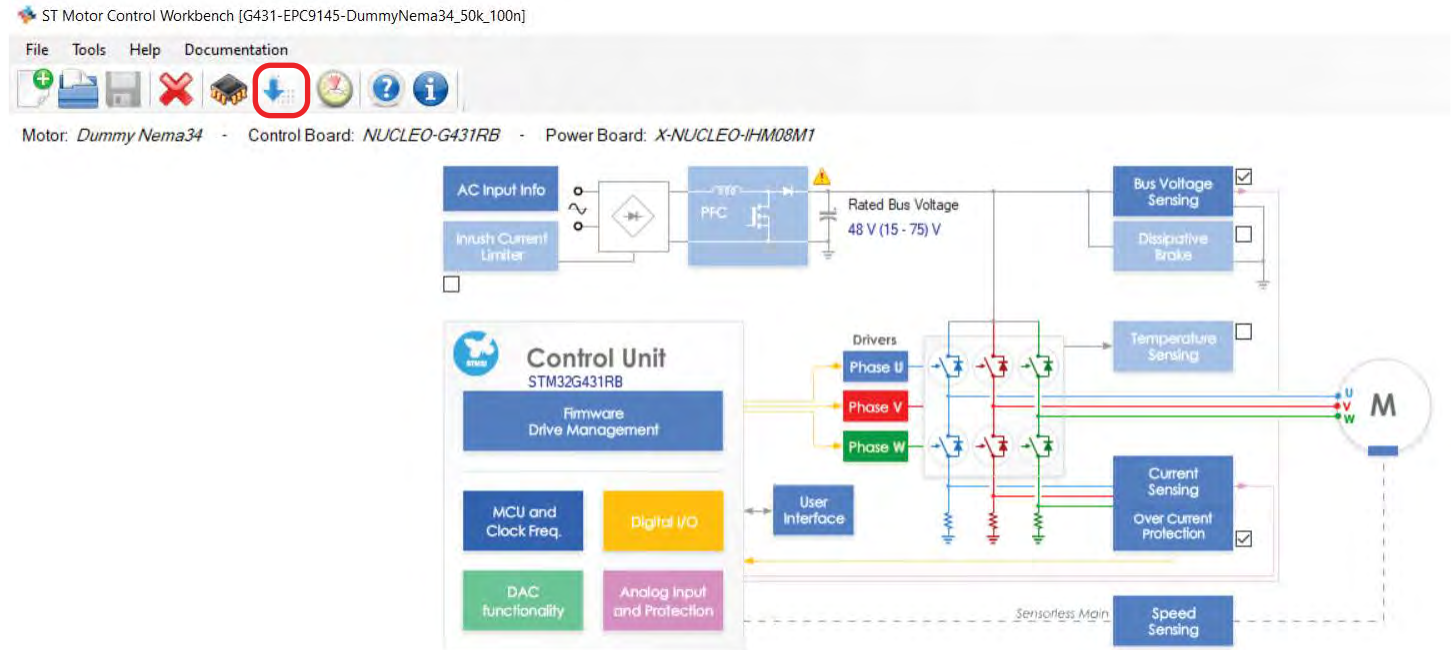 ST Motor Control Workbench [G431-EPC9145-DummyNema34_50k_100n]
File Tools Help Documentation
Motor: Dummy Nema34 - Control Board: NUCLEO-G431RB - Power Board: X-NUCLEO-IHM08M1
AC Input Info
Inrush Current
Limiter
PFC
Rated Bus Voltage
48 V (15 - 75) V
Bus Voltage
Sensing
Dissipative
Brake
Temperature
Sensing
STM32
Control Unit
STM32G431RB
Firmware
Drive Management
Drivers
Phase U
Phase V
Phase W
U
V
W
M
MCU and
Clock Freq.
Digital I/O
User
Interface
Current
Sensing
Over Current
Protection
DAC
functionality
Analog Input
and Protection
Sensorless Main
Speed
Sensing